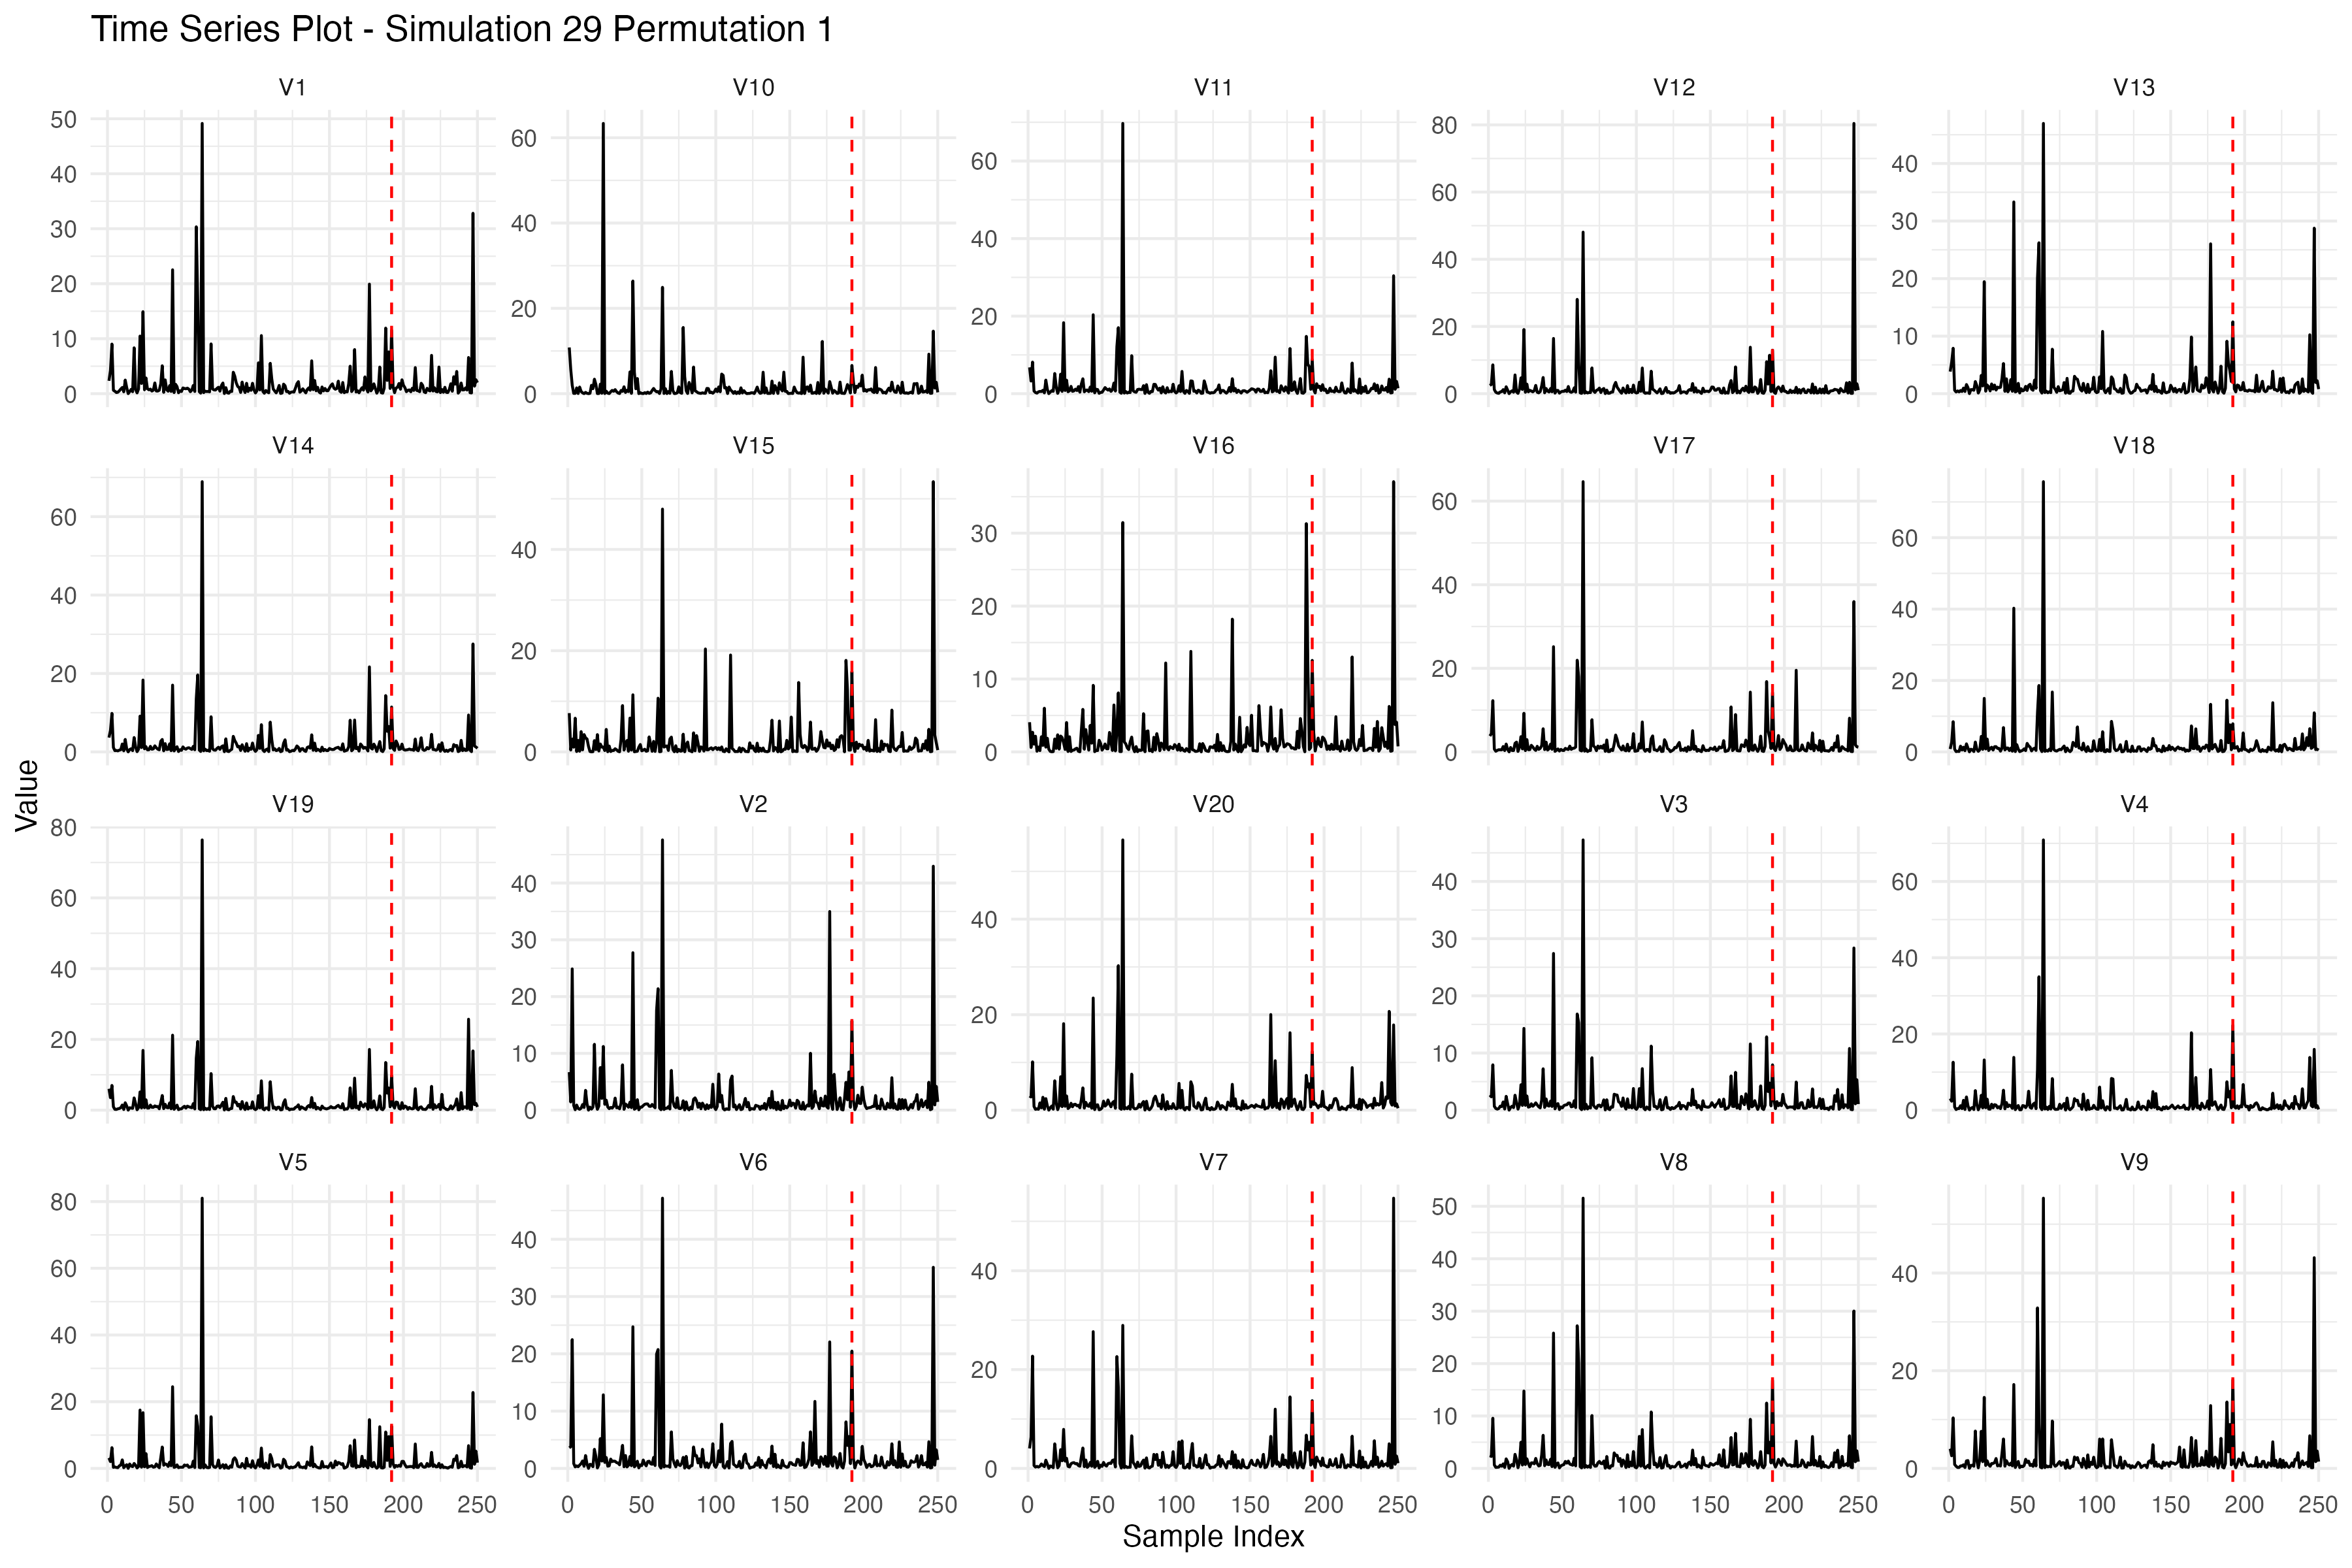 Time Series Plot - Simulation 29 Permutation 1
V1 V10 V11 V12 V13
50 40 30 20 10 0
60 40 20 0
60 40 20 0
80 60 40 20 0
40 30 20 10 0
V14 V15 V16 V17 V18
60 40 20 0
40 20 0
30 20 10 0
60 40 20 0
60 40 20 0
Value
V19 V2 V20 V3 V4
80 60 40 20 0
40 30 20 10 0
40 20 0
40 30 20 10 0
60 40 20 0
V5 V6 V7 V8 V9
80 60 40 20 0
40 30 20 10 0
40 20 0
50 40 30 20 10 0
40 20 0
0 50 100 150 200 250 0 50 100 150 200 250 0 50 100 150 200 250 0 50 100 150 200 250 0 50 100 150 200 250
Sample Index